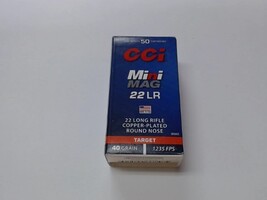 50
CCi
Mini
MAG
22 LR
22 LONG RIFLE
COPPER-PLATED
ROUND NOSE
TARGET
40 GRAIN 1235 FPS